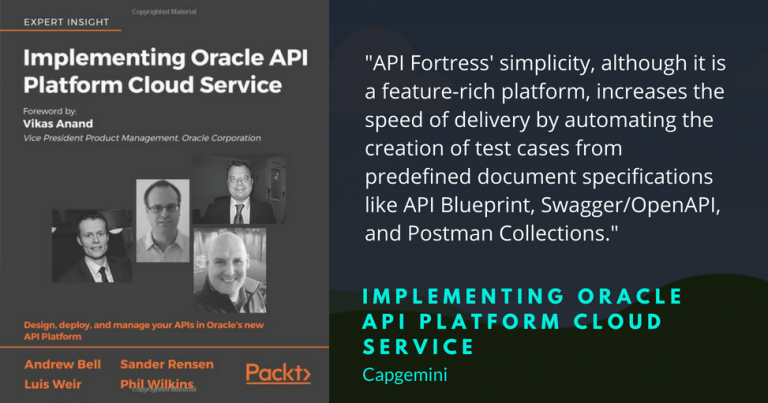 Copyrighted Material
EXPERT INSIGHT
Implementing Oracle API
Platform Cloud Service
Foreword by:
Vikas Anand
Vice President Product Management, Oracle Corporation
Design, deploy, and manage your APIs in Oracle's new
API Platform
Andrew Bell
Sander Rensen
Luis Weir
Phil Wilkins
Copyrighted Material
Packt>
"API Fortress' simplicity, although it is
a feature-rich platform, increases the
speed of delivery by automating the
creation of test cases from
predefined document specifications
like API Blueprint, Swagger/OpenAPI,
and Postman Collections."
IMPLEMENTING ORACLE
API PLATFORM CLOUD
SERVICE
Capgemini